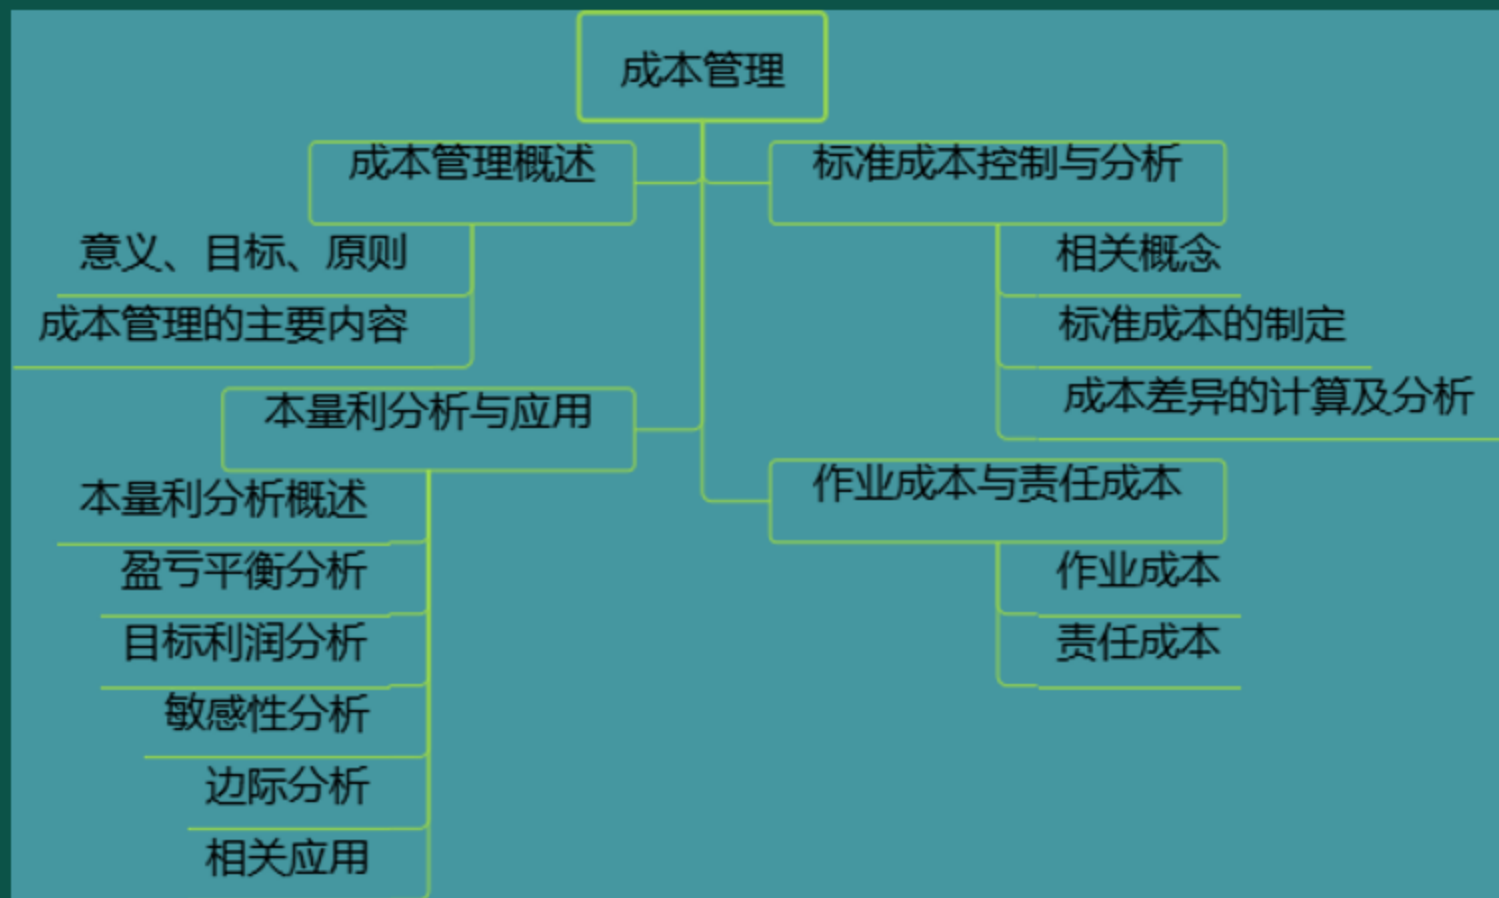 成本管理
成本管理概述
意义、目标、原则
成本管理的主要内容
本量利分析与应用
本量利分析概述
盈亏平衡分析
目标利润分析
敏感性分析
边际分析
相关应用
标准成本控制与分析
相关概念
标准成本的制定
成本差异的计算及分析
作业成本与责任成本
作业成本
责任成本